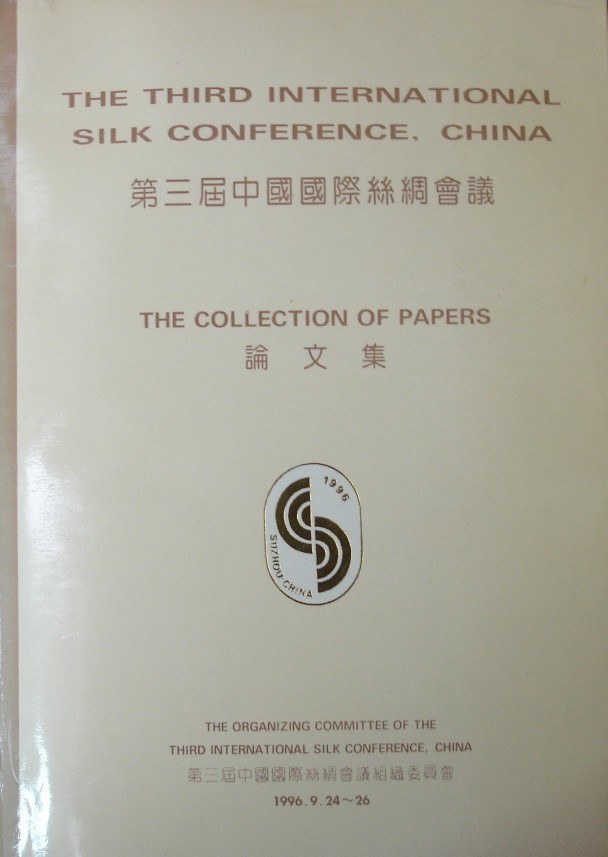 THE THIRD INTERNATIONAL
SILK CONFERENCE, CHINA
第三屆中國國際絲綢會議
THE COLLECTION OF PAPERS
論文集
1996
SUZHOU·CHINA
THE ORGANIZING COMMITTEE OF THE
THIRD INTERNATIONAL SILK CONFERENCE, CHINA
第三屆中國國際絲綢會議組織委員會
1996.9.24~26